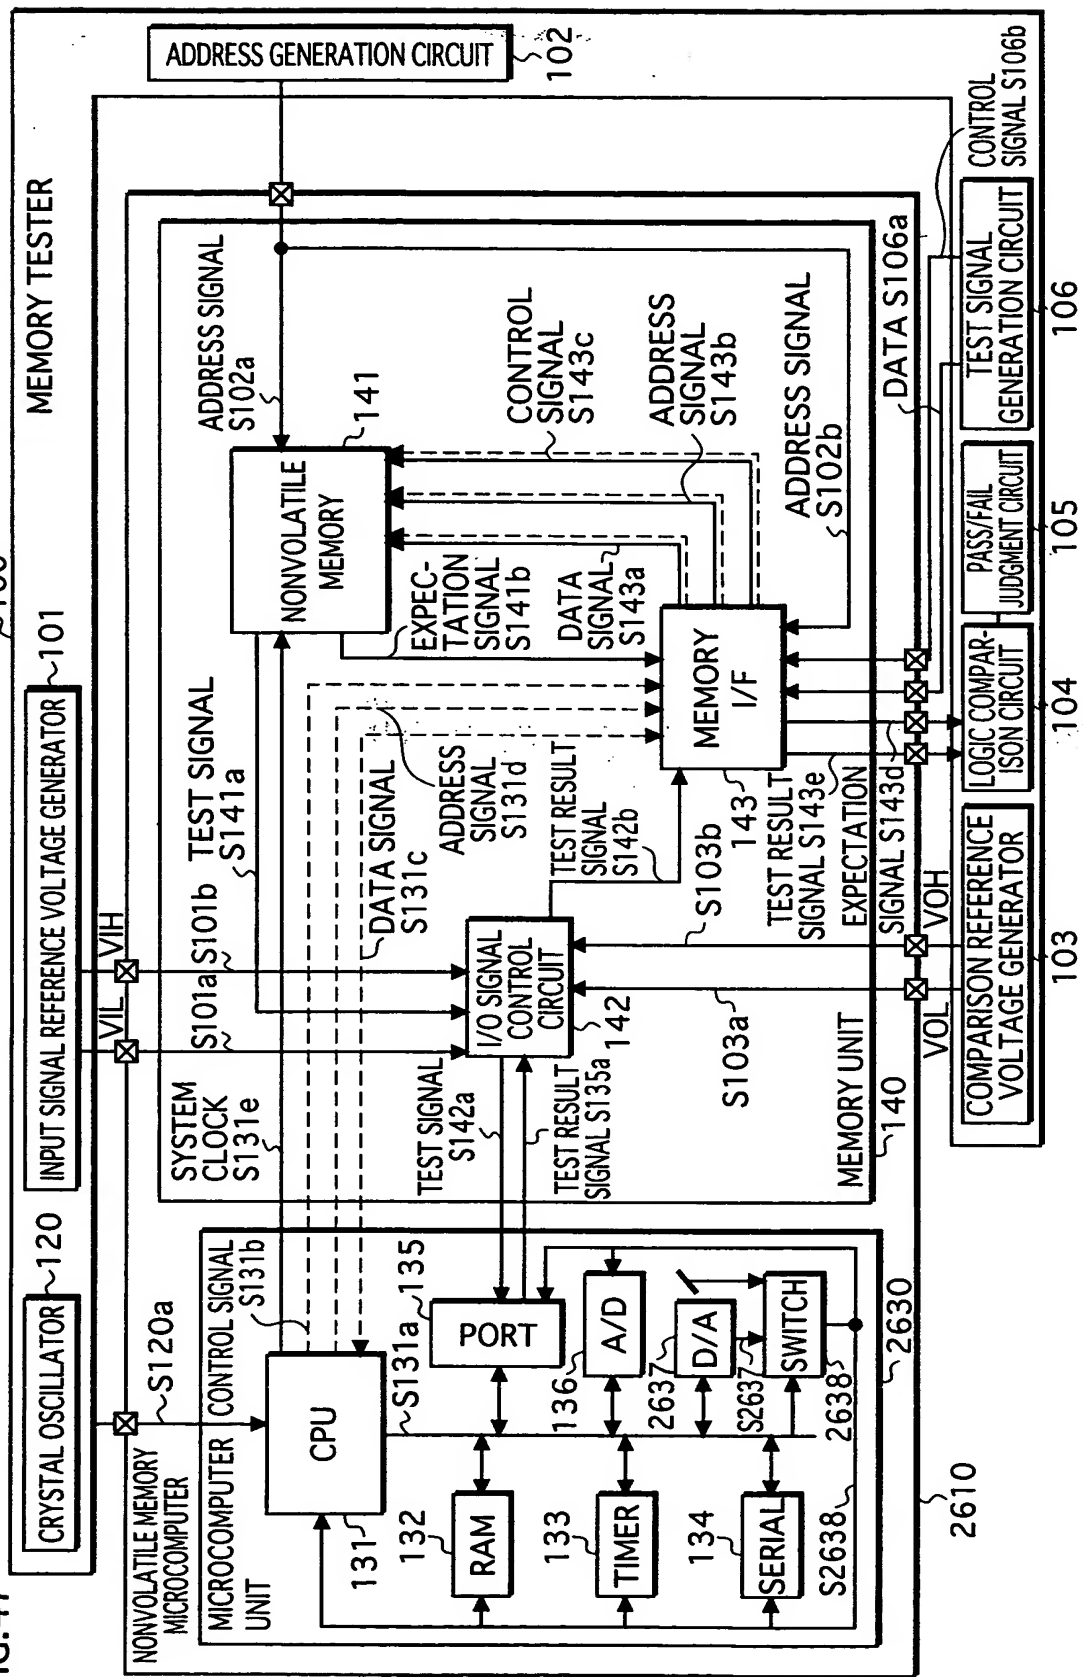 FIG. 47
100
MEMORY TESTER
CRYSTAL OSCILLATOR
120
INPUT SIGNAL REFERENCE VOLTAGE GENERATOR
101
ADDRESS GENERATION CIRCUIT
102
S120a
VIL
VIH
NONVOLATILE MEMORY
MICROCOMPUTER
MICROCOMPUTER
UNIT
CONTROL SIGNAL
S131b
SYSTEM
CLOCK
S131e
S101a
S101b
TEST SIGNAL
S141a
ADDRESS SIGNAL
S102a
CPU
131
S131a
RAM
132
TIMER
133
SERIAL
134
PORT
135
A/D
136
D/A
2637
S2637
SWITCH
2638
S2638
2630
2610
NONVOLATILE
MEMORY
141
EXPEC-
TATION
SIGNAL
S141b
DATA
SIGNAL
S143a
CONTROL
SIGNAL
S143c
ADDRESS
SIGNAL
S143b
ADDRESS SIGNAL
S102b
DATA SIGNAL
S131c
ADDRESS
SIGNAL
S131d
TEST SIGNAL
S142a
TEST RESULT
SIGNAL S135a
I/O SIGNAL
CONTROL
CIRCUIT
142
TEST RESULT
SIGNAL
S142b
MEMORY
I/F
143
S103a
S103b
TEST RESULT
SIGNAL S143e
EXPECTATION
SIGNAL S143d
MEMORY UNIT
140
VOL
VOH
DATA S106a
CONTROL
SIGNAL S106b
COMPARISON REFERENCE
VOLTAGE GENERATOR
103
LOGIC COMPAR-
ISON CIRCUIT
104
PASS/FAIL
JUDGMENT CIRCUIT
105
TEST SIGNAL
GENERATION CIRCUIT
106